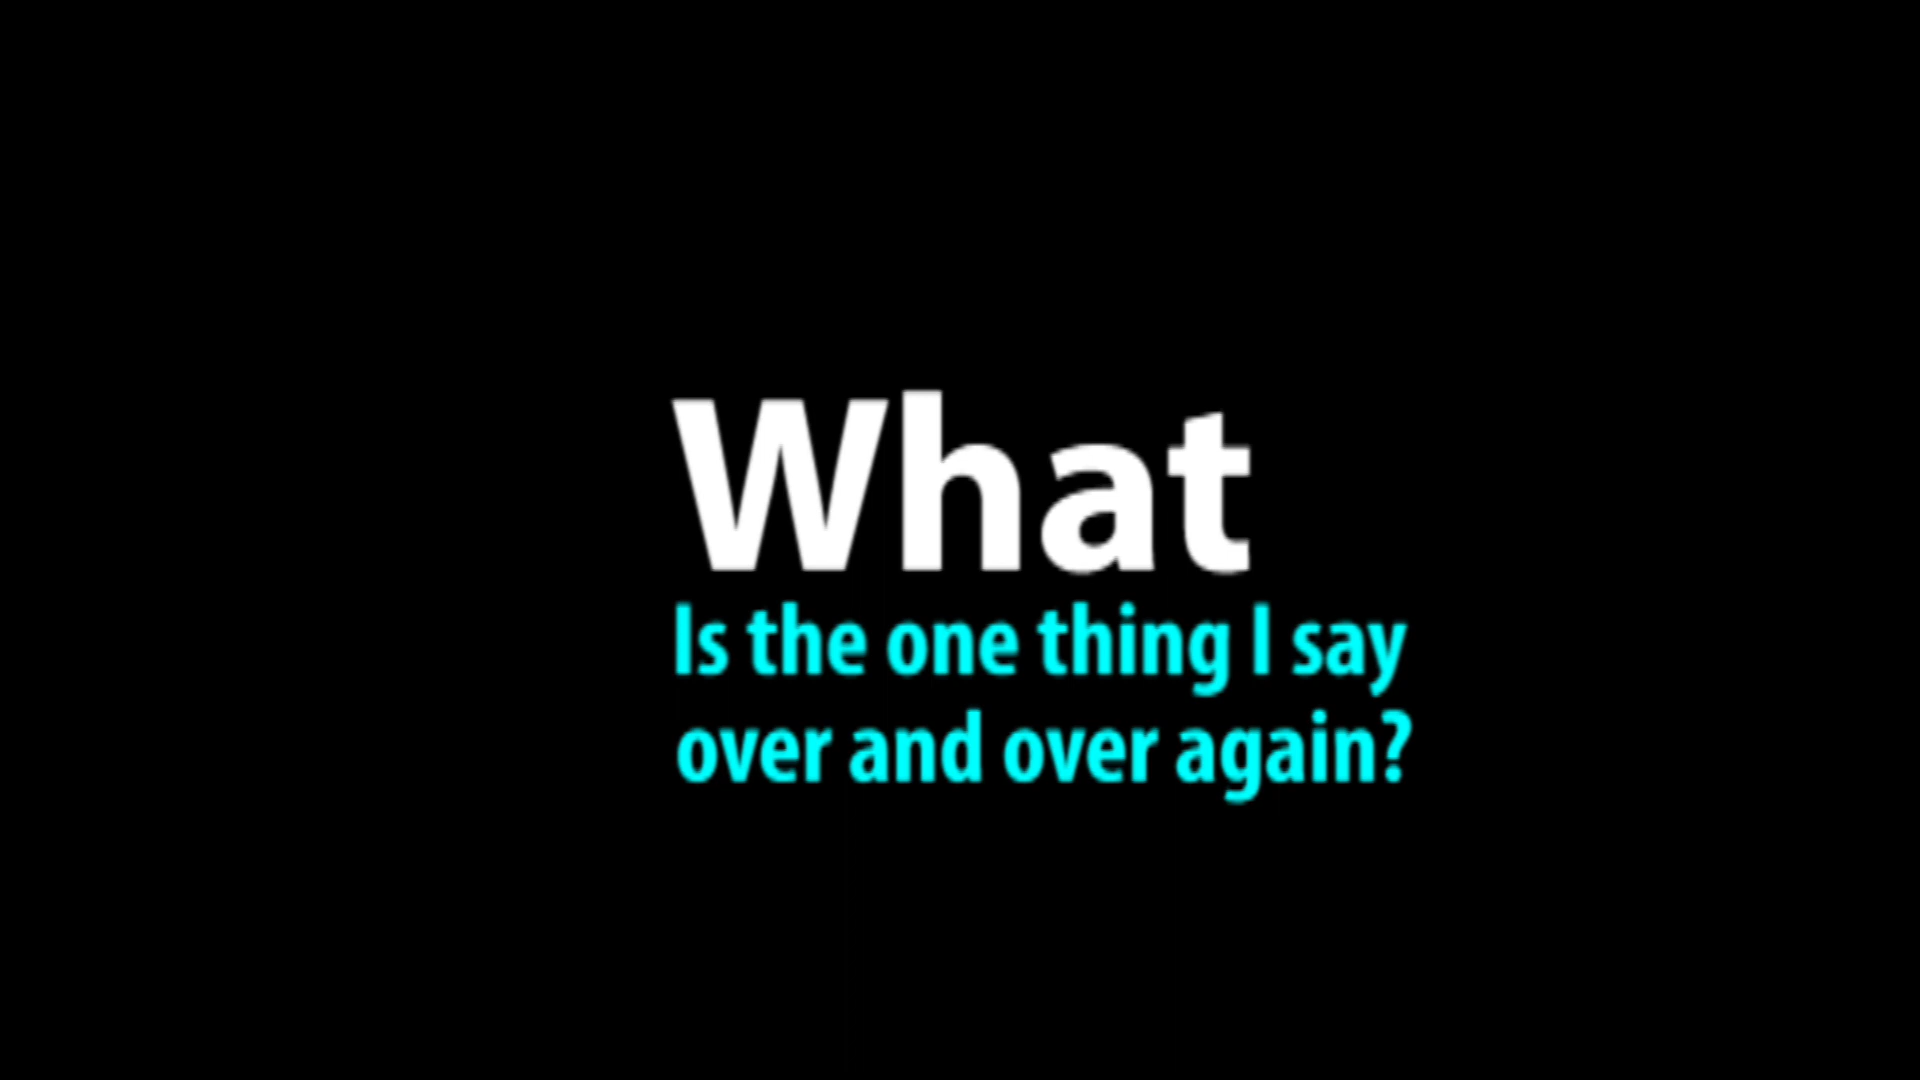 What
Is the one thing I say
over and over again?